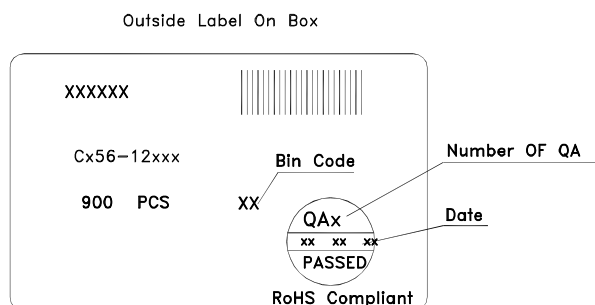 Outside Label On Box
XXXXXX
Cx56-12xxx
Bin Code
Number OF QA
900 PCS
XX
QAx
Date
xx xx xx
PASSED
RoHS Compliant